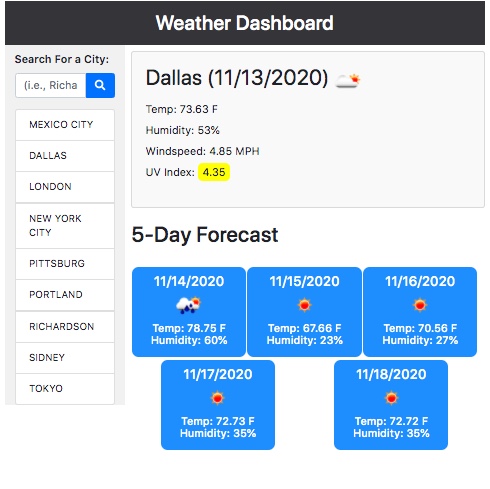 Weather Dashboard
Search For a City:
(i.e., Richa
MEXICO CITY
DALLAS
LONDON
NEW YORK
CITY
PITTSBURG
PORTLAND
RICHARDSON
SIDNEY
TOKYO
Dallas (11/13/2020)
Temp: 73.63 F
Humidity: 53%
Windspeed: 4.85 MPH
UV Index: 4.35
5-Day Forecast
11/14/2020
Temp: 78.75 F
Humidity: 60%
11/15/2020
Temp: 67.66 F
Humidity: 23%
11/16/2020
Temp: 70.56 F
Humidity: 27%
11/17/2020
Temp: 72.73 F
Humidity: 35%
11/18/2020
Temp: 72.72 F
Humidity: 35%